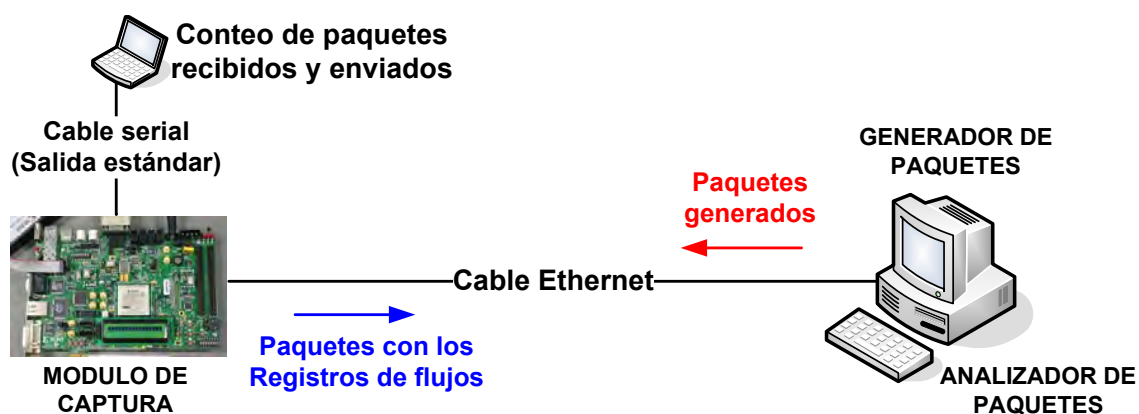 Conteo de paquetes
recibidos y enviados
Cable serial
(Salida estándar)
GENERADOR DE
PAQUETES
Paquetes
generados
Cable Ethernet
Paquetes con los
Registros de flujos
MODULO DE
CAPTURA
ANALIZADOR DE
PAQUETES